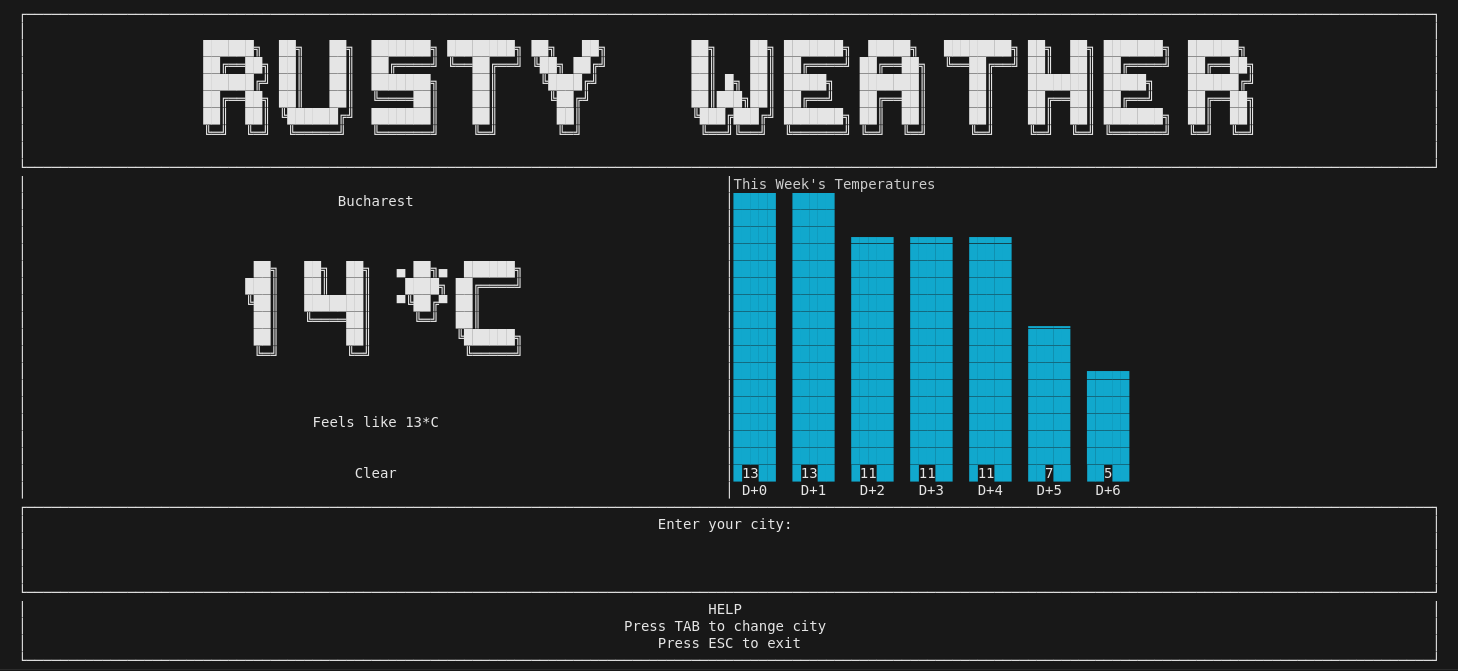 RUSTY WEATHER
Bucharest
14*C
Feels like 13*C
Clear
This Week's Temperatures
13 13 11 11 11 7 5
D+0 D+1 D+2 D+3 D+4 D+5 D+6
Enter your city:
HELP
Press TAB to change city
Press ESC to exit